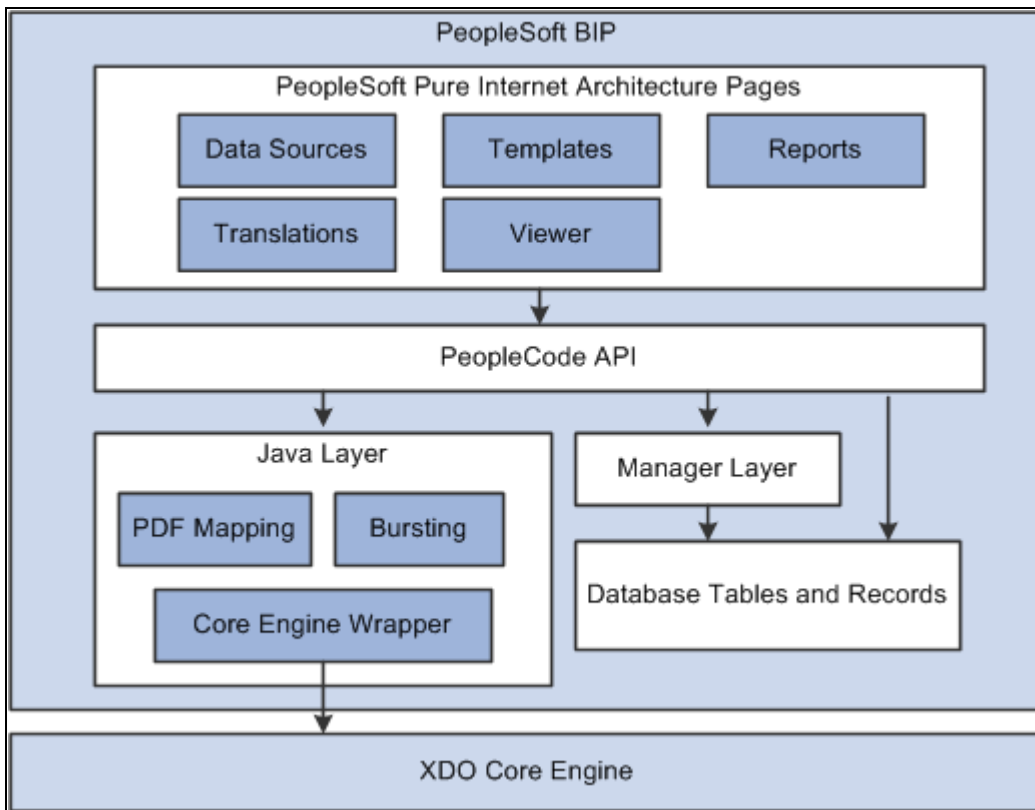 PeopleSoft BIP
PeopleSoft Pure Internet Architecture Pages
Data Sources
Templates
Reports
Translations
Viewer
PeopleCode API
Java Layer
PDF Mapping
Bursting
Core Engine Wrapper
Manager Layer
Database Tables and Records
XDO Core Engine